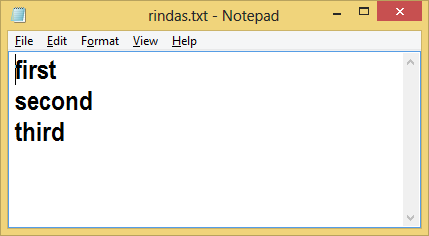 rindas.txt - Notepad
File Edit Format View Help
first
second
third